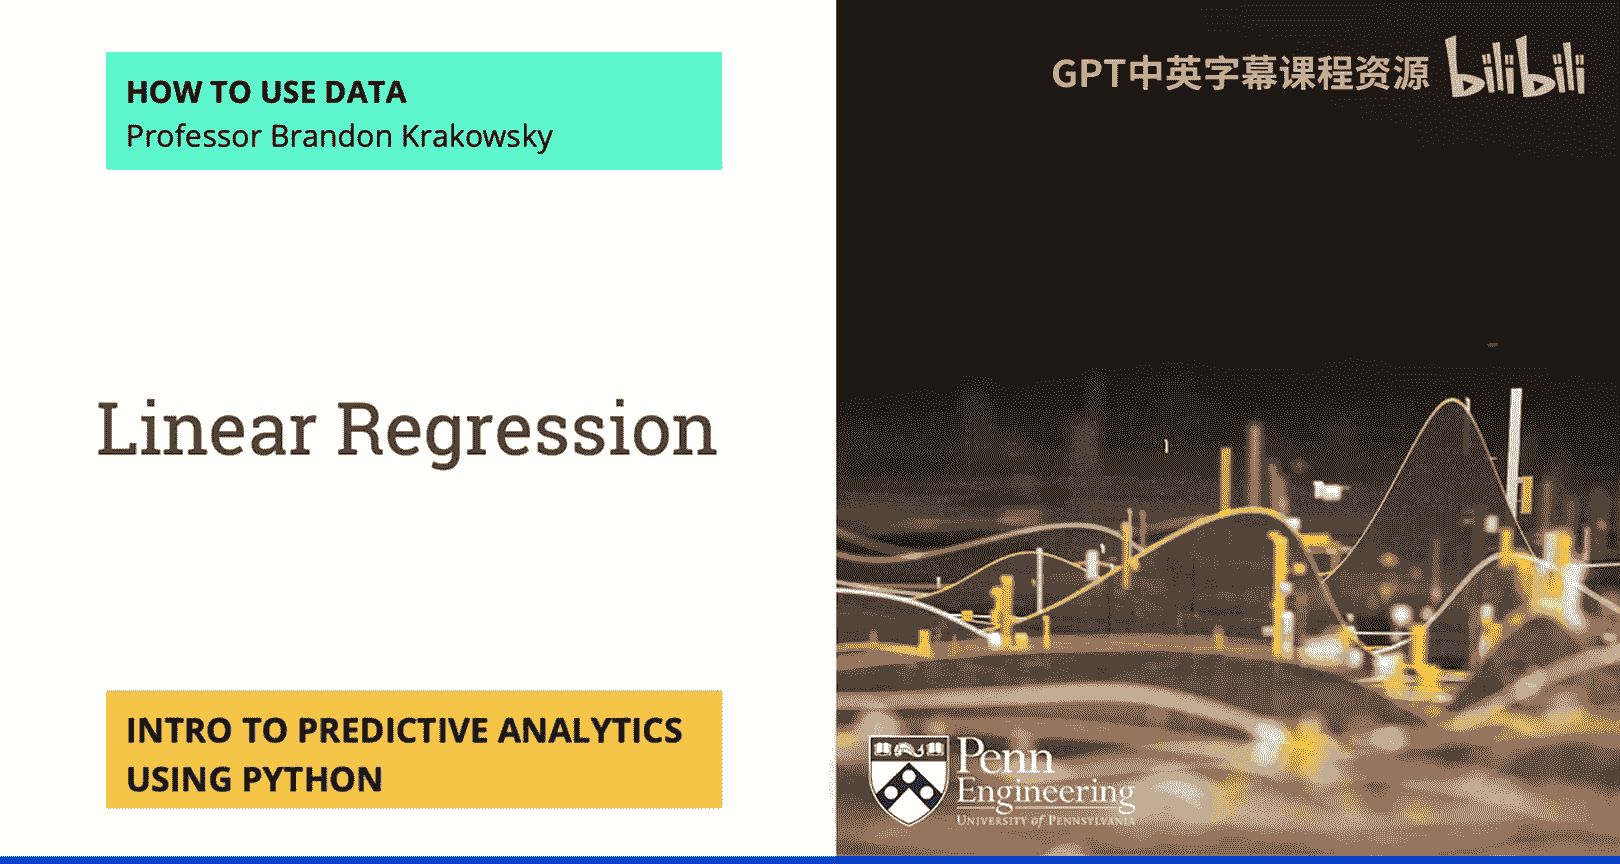 HOW TO USE DATA
Professor Brandon Krakowsky
Linear Regression
INTRO TO PREDICTIVE ANALYTICS
USING PYTHON
GPT中英字幕课程资源 bilibili
Penn
Engineering
UNIVERSITY of PENNSYLVANIA